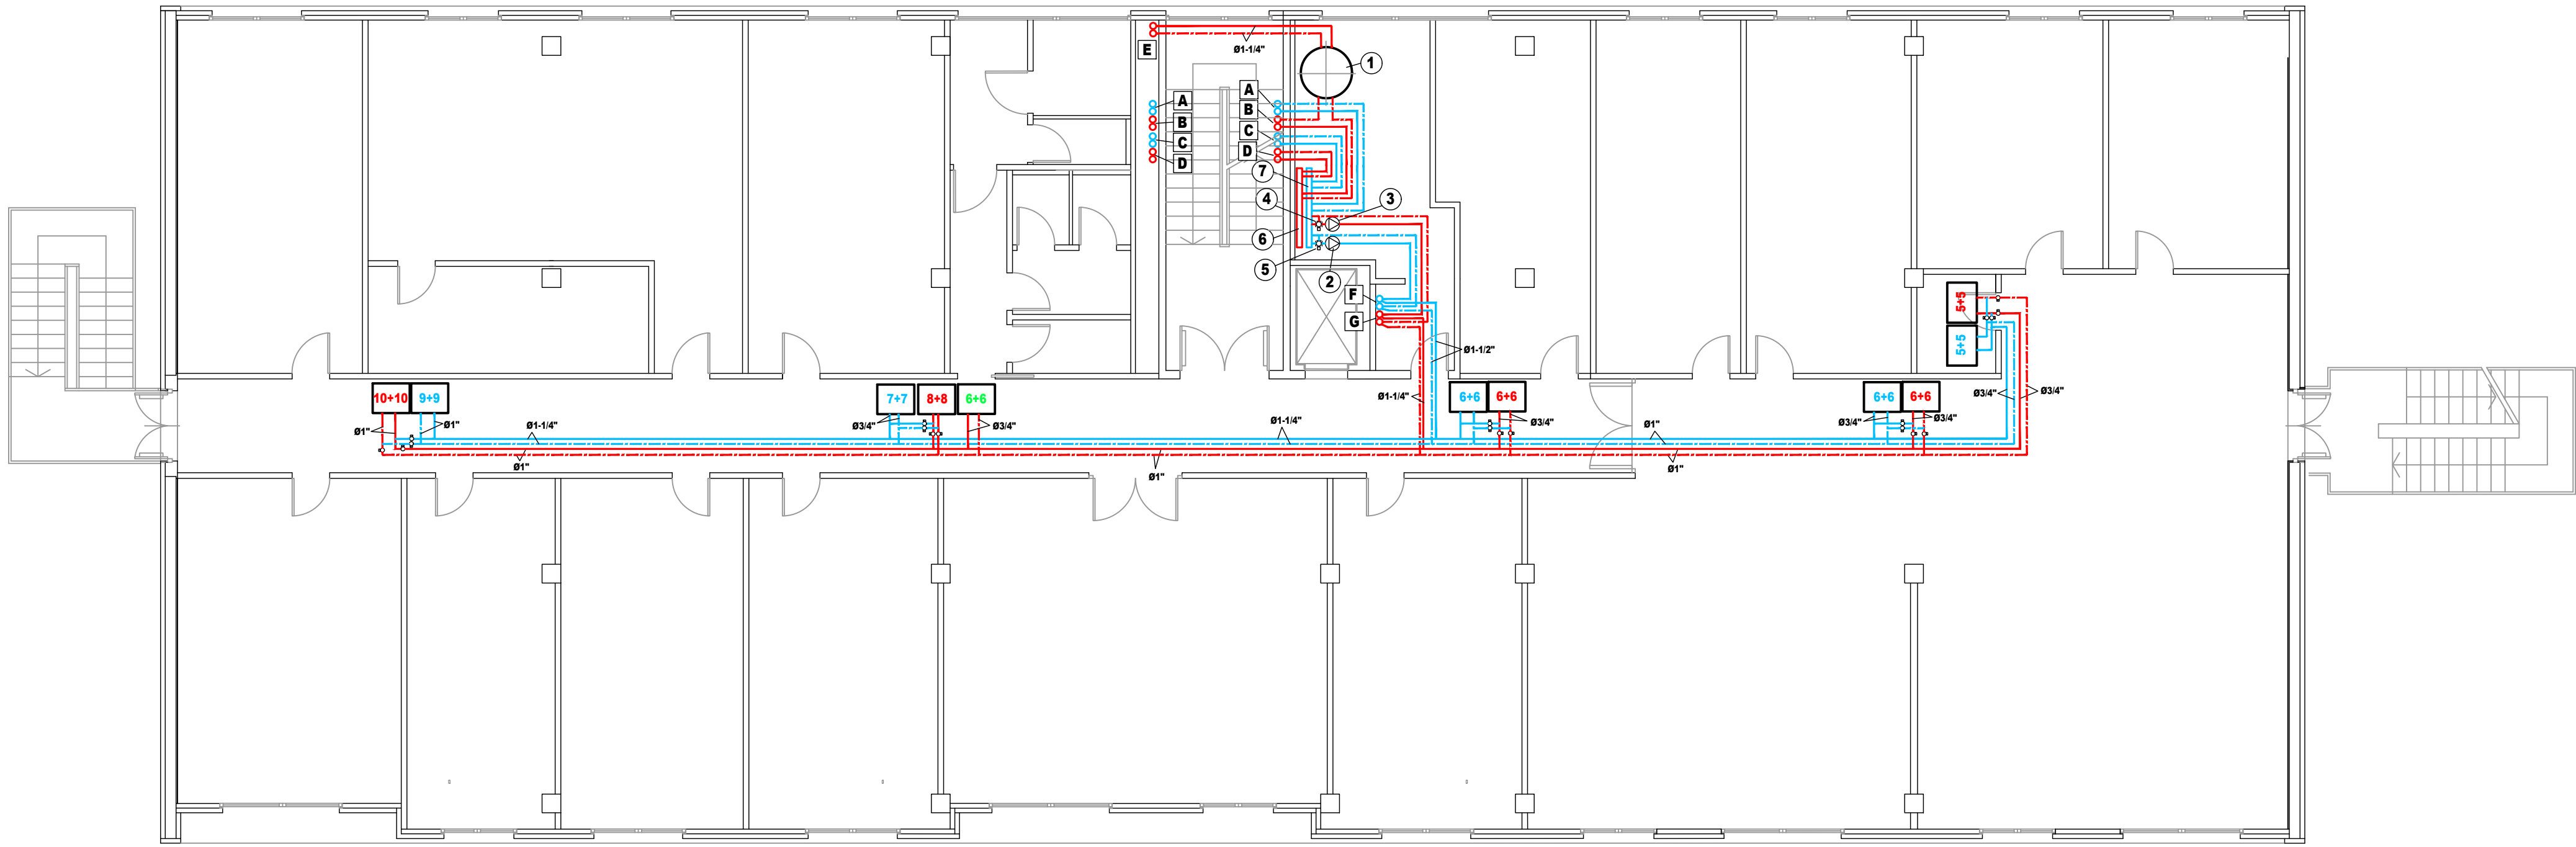 Ø1-1/4"
E
1
A
A
B
B
C
C
D
D
7
4
3
6
5
2
F
G
5+5
5+5
Ø1-1/2"
Ø1-1/4"
10+10
9+9
7+7
8+8
6+6
6+6
6+6
6+6
6+6
Ø3/4"
Ø3/4"
Ø1"
Ø1"
Ø1-1/4"
Ø3/4"
Ø3/4"
Ø1-1/4"
Ø3/4"
Ø1"
Ø3/4"
Ø3/4"
Ø1"
Ø1"
Ø1"